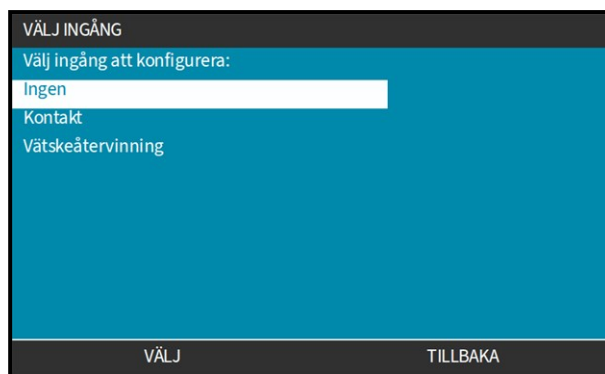 VÄLJ INGÅNG
Välj ingång att konfigurera:
Ingen
Kontakt
Vätskeåtervinning
VÄLJ TILLBAKA